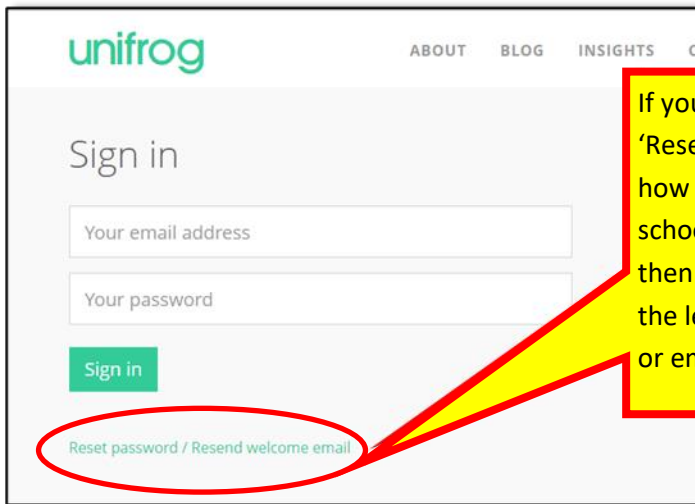 unifrog
ABOUT BLOG INSIGHTS
Sign in
Your email address
Your password
Sign in
Reset password / Resend welcome email
If you
‘Rese
how
schoo
then
the le
or en